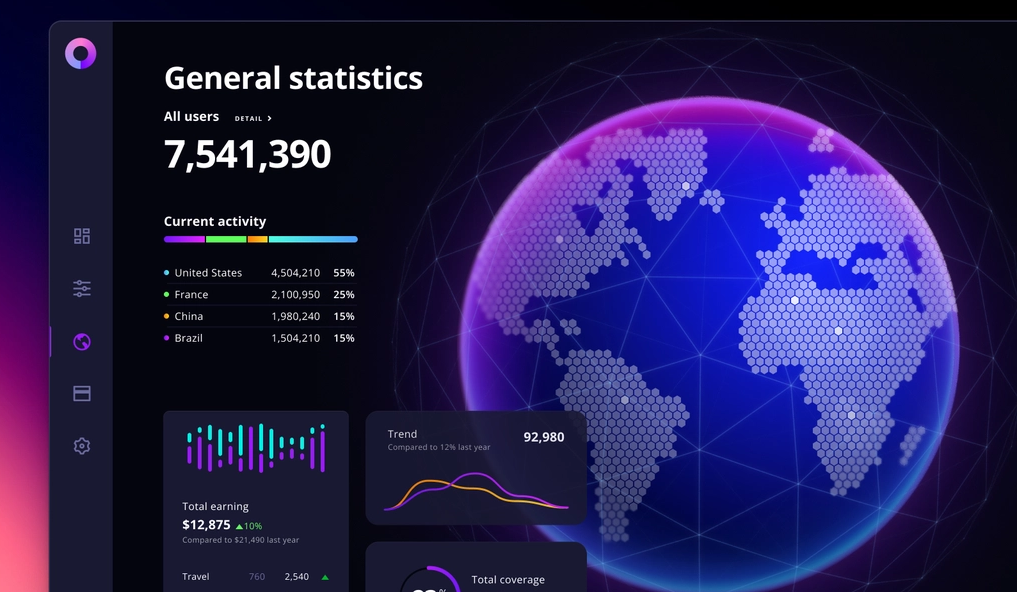 General statistics
All users DETAIL >
7,541,390
Current activity
United States 4,504,210 55%
France 2,100,950 25%
China 1,980,240 15%
Brazil 1,504,210 15%
Trend 92,980
Compared to 12% last year
Total earning
$12,875 ▲10%
Compared to $21,490 last year
Travel 760 2,540 ▲
Total coverage
%